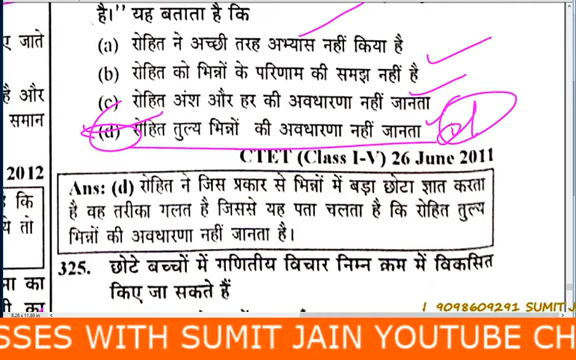 है।" यह बताता है कि
(a) रोहित ने अच्छी तरह अभ्यास नहीं किया है
ए जाते
(b) रोहित को भिन्नों के परिणाम की समझ नहीं है
(c) रोहित अंश और हर की अवधारणा नहीं जानता
है और
समान
(d) रोहित तुल्य भिन्नों की अवधारणा नहीं जानता
CTET (Class I-V) 26 June 2011
2012
Ans: (d) रोहित ने जिस प्रकार से भिन्नों में बड़ा छोटा ज्ञात करता
कि
है वह तरीका गलत है जिससे यह पता चलता है कि रोहित तुल्य
ये तो
भिन्नों की अवधारणा नहीं जानता है।
325. छोटे बच्चों में गणितीय विचार निम्न क्रम में विकसित
ना का
किए जा सकते हैं
9098609291 SUMIT J
SSES WITH SUMIT JAIN YOUTUBE CH